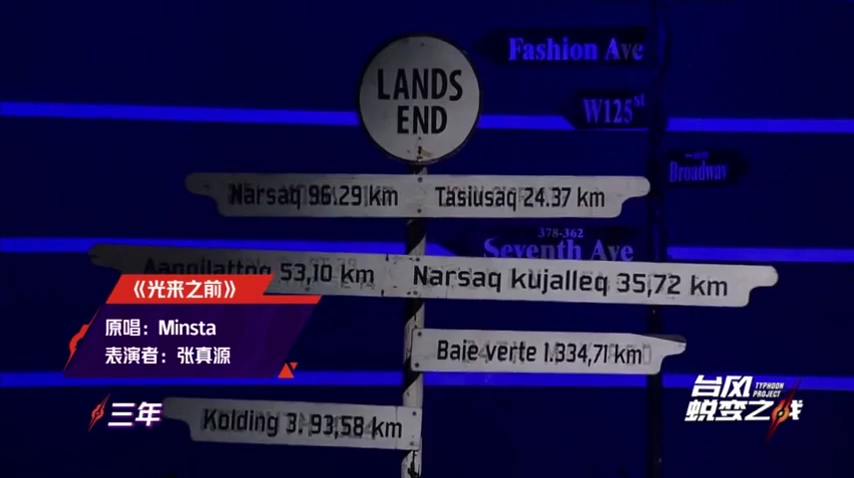 LANDS
END
Fashion Ave
W125st
Broadway
Narsaq 96.29 km
Tasiusaq 24.37 km
378-362
Seventh Ave
53,10 km
Narsaq kujalleq 35,72 km
《光来之前》
原唱：Minsta
表演者：张真源
Baie verte 1.334,71 km
三年
Kolding 3. 93,58 km
台风
TYPHOON
PROJECT
蜕变之战